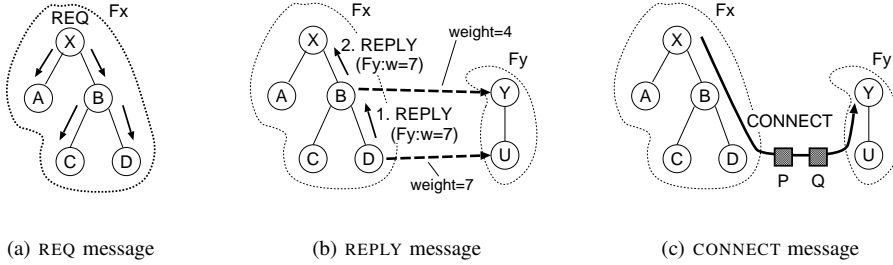 REQ
Fx
X
A
B
C
D
(a) REQ message
Fx
X
2. REPLY
(Fy:w=7)
weight=4
Fy
A
B
Y
1. REPLY
(Fy:w=7)
C
D
U
weight=7
(b) REPLY message
Fx
X
Fy
A
B
Y
CONNECT
C
D
U
P
Q
(c) CONNECT message